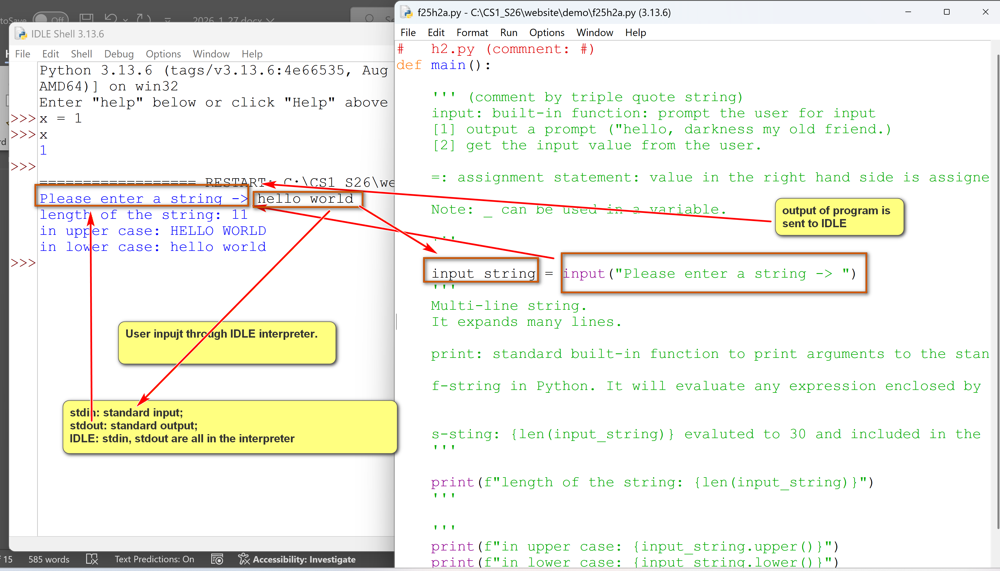 toSave Off 2026_1_27.docx
IDLE Shell 3.13.6
File Edit Shell Debug Options Window Help
Python 3.13.6 (tags/v3.13.6:4e66535, Aug
AMD64)] on win32
Enter "help" below or click "Help" above
>>> x = 1
>>> x
1
>>>
================== RESTART: C:\CS1_S26\we
Please enter a string -> hello world
length of the string: 11
in upper case: HELLO WORLD
in lower case: hello world
>>>
User inpujt through IDLE interpreter.
stdin: standard input;
stdout: standard output;
IDLE: stdin, stdout are all in the interpreter
15 585 words Text Predictions: On Accessibility: Investigate
f25h2a.py - C:\CS1_S26\website\demo\f25h2a.py (3.13.6)
File Edit Format Run Options Window Help
# h2.py (commnent: #)
def main():
''' (comment by triple quote string)
input: built-in function: prompt the user for input
[1] output a prompt ("hello, darkness my old friend.)
[2] get the input value from the user.
=: assignment statement: value in the right hand side is assigne
Note: _ can be used in a variable.
output of program is
sent to IDLE
'''
input_string = input("Please enter a string -> ")
'''
Multi-line string.
It expands many lines.
print: standard built-in function to print arguments to the stan
f-string in Python. It will evaluate any expression enclosed by
s-sting: {len(input_string)} evaluted to 30 and included in the
'''
print(f"length of the string: {len(input_string)}")
'''
'''
print(f"in upper case: {input_string.upper()}")
print(f"in lower case: {input_string.lower()}")